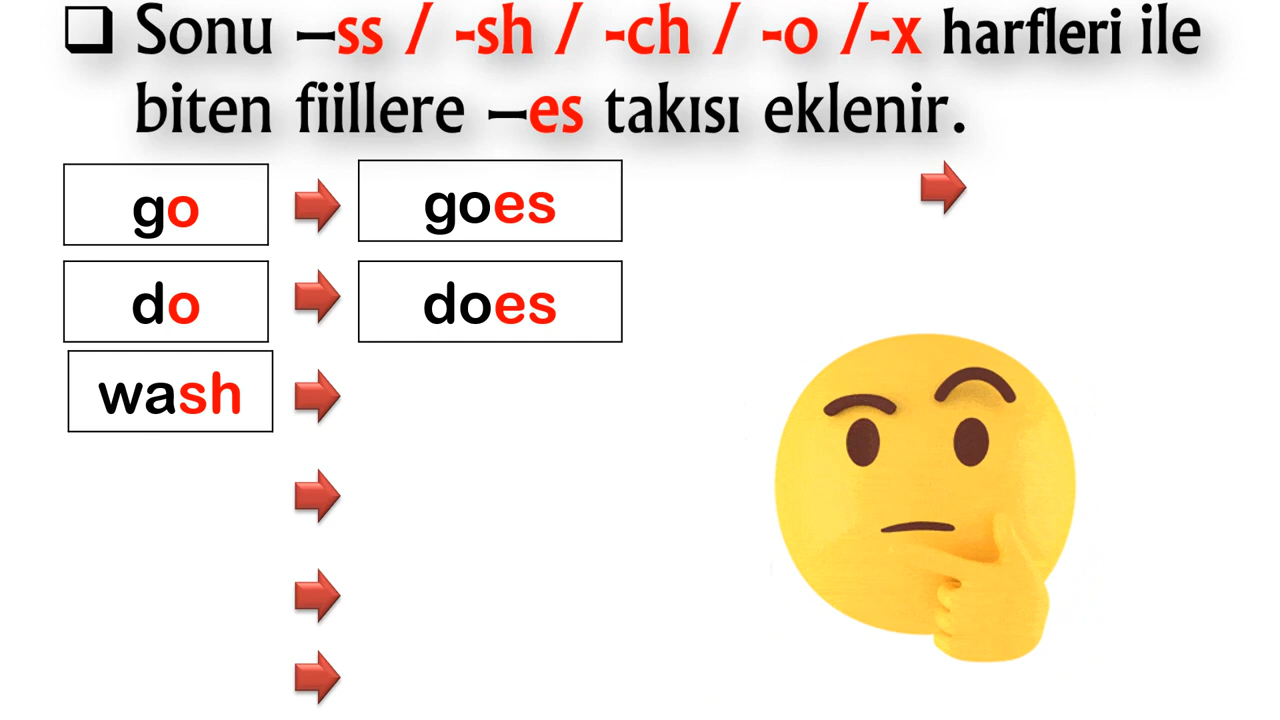 Sonu –ss / -sh / -ch / -o /-x harfleri ile
biten fiillere –es takısı eklenir.
go goes
do does
wash